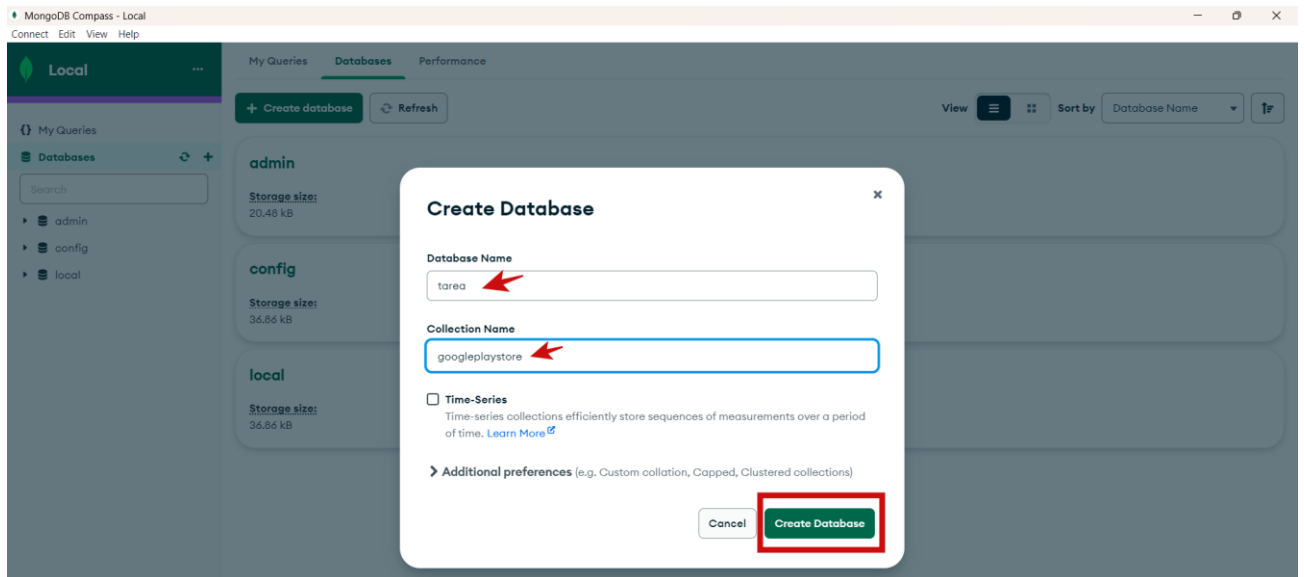 MongoDB Compass - Local
Connect Edit View Help
Local
My Queries Databases Performance
+ Create database Refresh
View Sort by Database Name
{} My Queries
Databases
Search
admin
config
local
admin
Storage size:
20.48 kB
config
Storage size:
36.86 kB
local
Storage size:
36.86 kB
Create Database
Database Name
tarea
Collection Name
googleplaystore
Time-Series
Time-series collections efficiently store sequences of measurements over a period
of time. Learn More
Additional preferences (e.g. Custom collation, Capped, Clustered collections)
Cancel Create Database